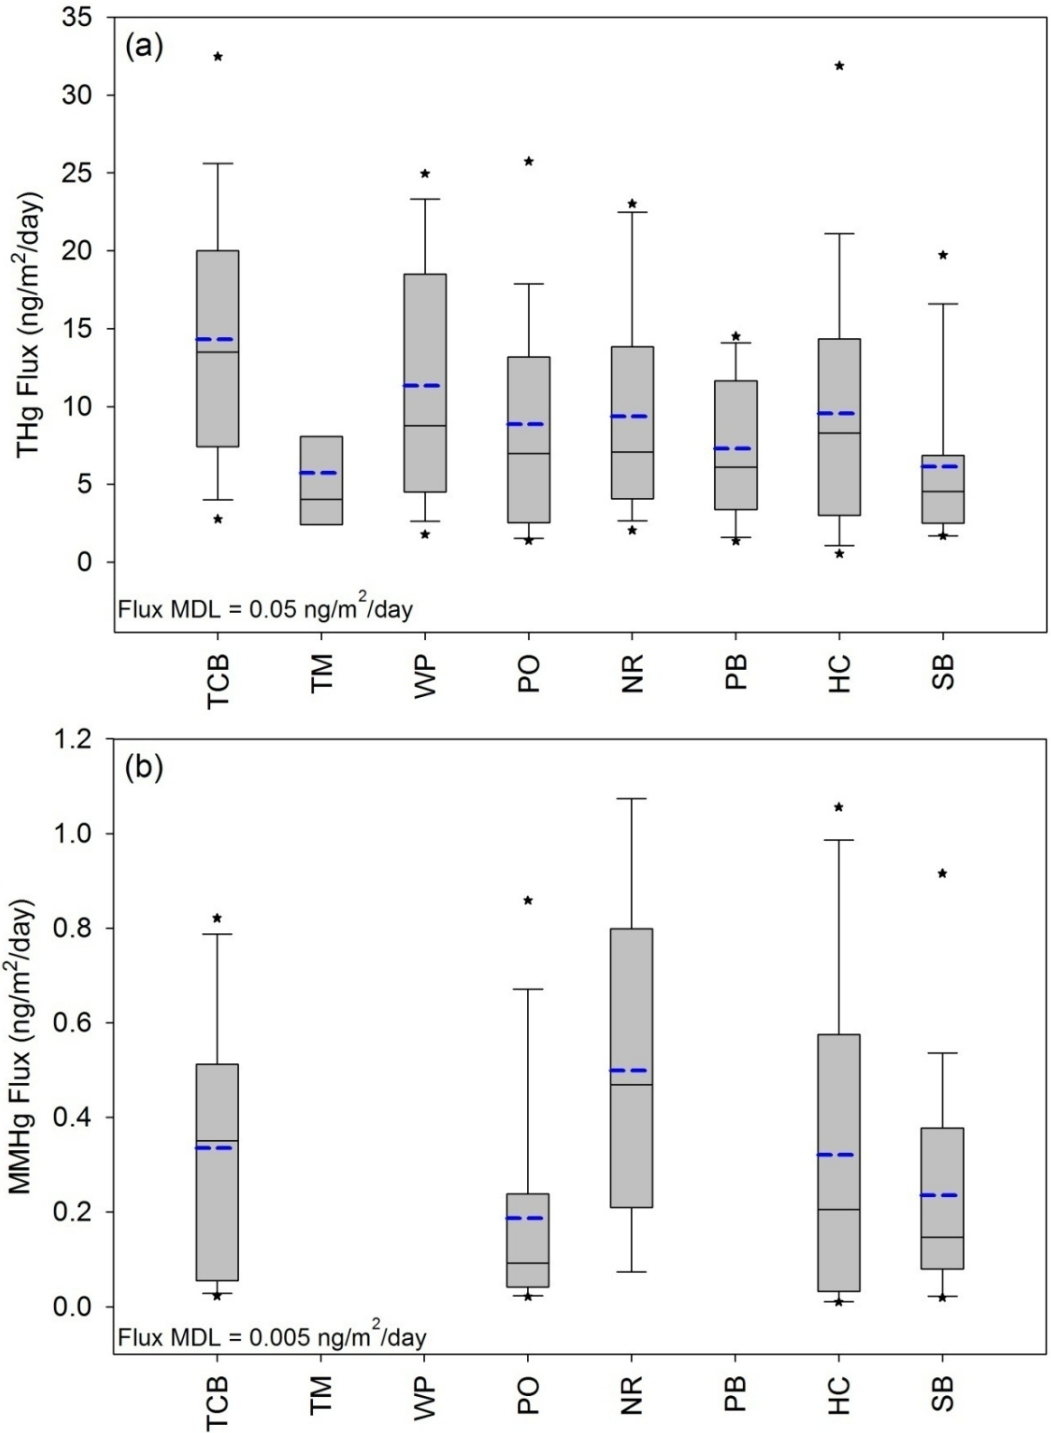 (a)
THg Flux (ng/m²/day)
35
30
25
20
15
10
5
0
Flux MDL = 0.05 ng/m²/day
TCB
TM
WP
PO
NR
PB
HC
SB
(b)
MMHg Flux (ng/m²/day)
1.2
1.0
0.8
0.6
0.4
0.2
0.0
Flux MDL = 0.005 ng/m²/day
TCB
TM
WP
PO
NR
PB
HC
SB